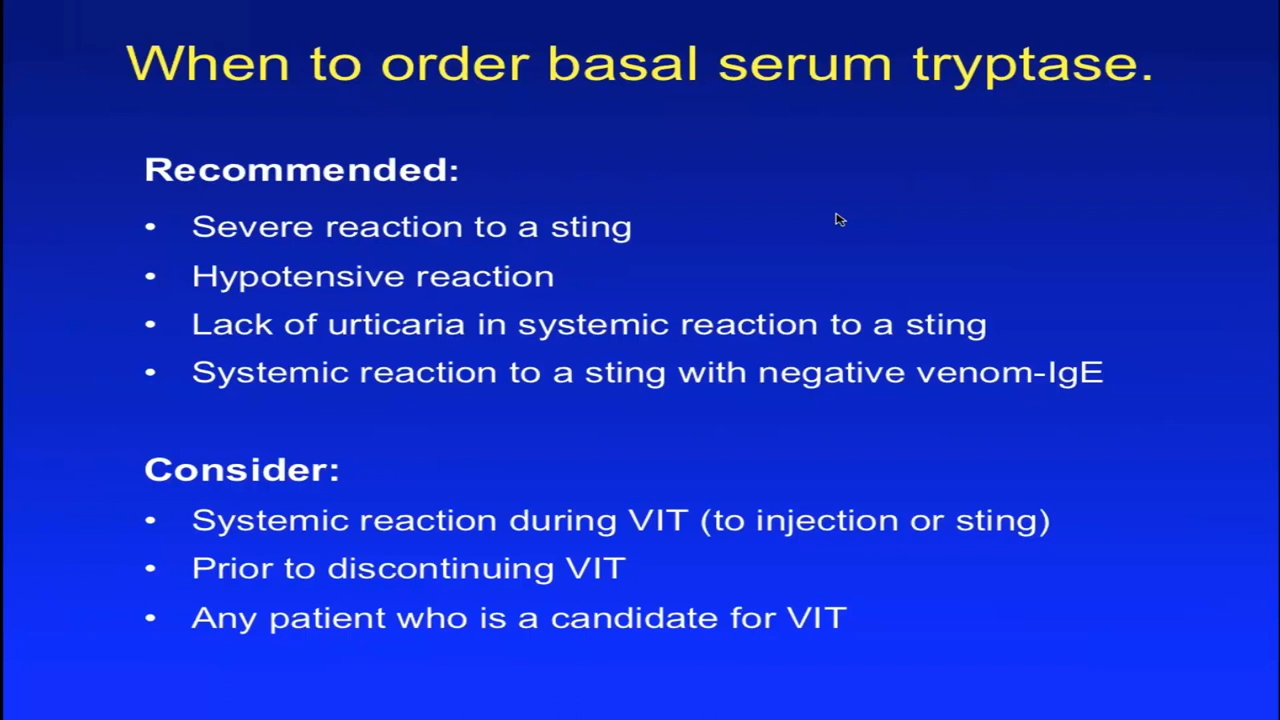 When to order basal serum tryptase.
Recommended:
• Severe reaction to a sting
• Hypotensive reaction
• Lack of urticaria in systemic reaction to a sting
• Systemic reaction to a sting with negative venom-IgE
Consider:
• Systemic reaction during VIT (to injection or sting)
• Prior to discontinuing VIT
• Any patient who is a candidate for VIT